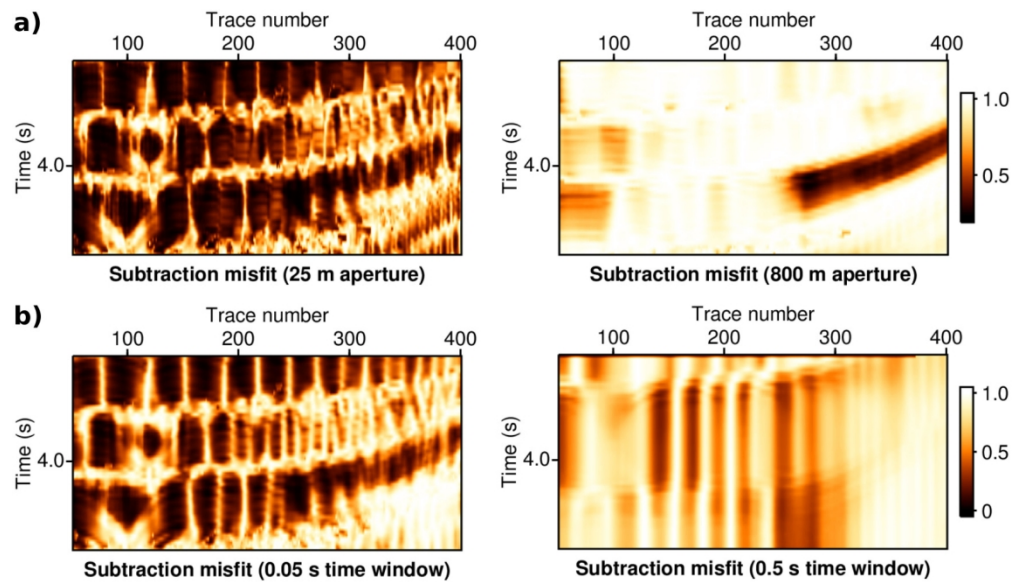 a)
Trace number
Trace number
100 200 300 400
100 200 300 400
Time (s)
4.0
Time (s)
4.0
1.0
0.5
Subtraction misfit (25 m aperture)
Subtraction misfit (800 m aperture)
b)
Trace number
Trace number
100 200 300 400
100 200 300 400
Time (s)
4.0
Time (s)
4.0
1.0
0.5
0
Subtraction misfit (0.05 s time window)
Subtraction misfit (0.5 s time window)